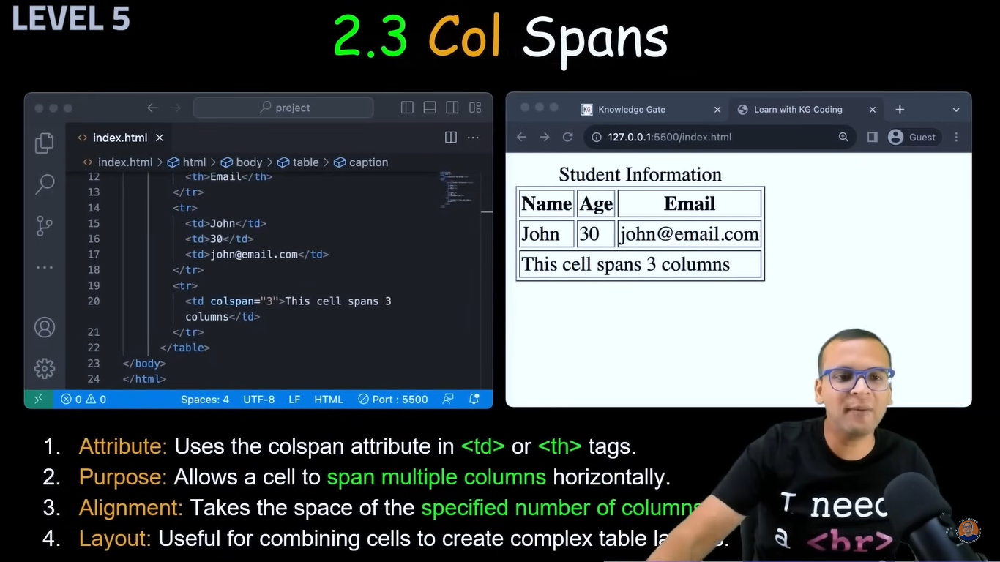 LEVEL 5
2.3 Col Spans
project
index.html
index.html > html > body > table > caption
12 <th>Email</th>
13 </tr>
14 <tr>
15 <td>John</td>
16 <td>30</td>
17 <td>john@email.com</td>
18 </tr>
19 <tr>
20 <td colspan="3">This cell spans 3
columns</td>
21 </tr>
22 </table>
23 </body>
24 </html>
0 0 Spaces: 4 UTF-8 LF HTML Port : 5500
KG Knowledge Gate Learn with KG Coding
127.0.0.1:5500/index.html Guest
Student Information
Name Age Email
John 30 john@email.com
This cell spans 3 columns
1. Attribute: Uses the colspan attribute in <td> or <th> tags.
2. Purpose: Allows a cell to span multiple columns horizontally.
3. Alignment: Takes the space of the specified number of columns
4. Layout: Useful for combining cells to create complex table
I need
a <br>